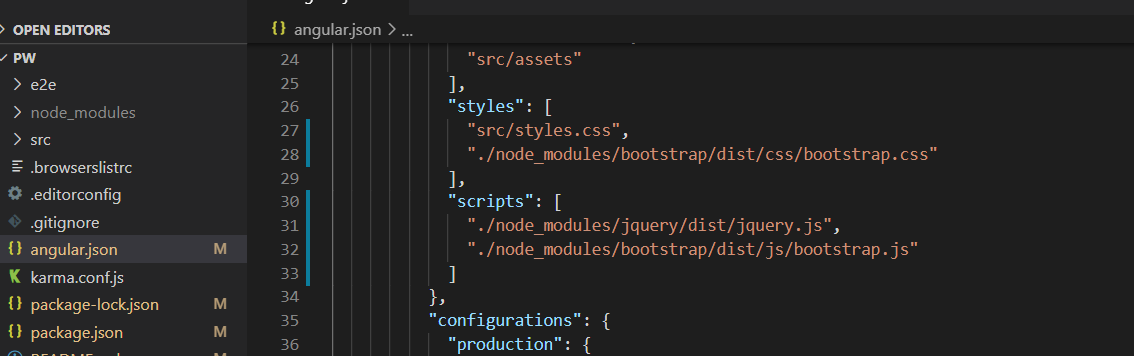 OPEN EDITORS
PW
e2e
node_modules
src
.browserslistrc
.editorconfig
.gitignore
angular.json M
karma.conf.js
package-lock.json M
package.json M
{} angular.json > ...
24 "src/assets"
25 ],
26 "styles": [
27 "src/styles.css",
28 "./node_modules/bootstrap/dist/css/bootstrap.css"
29 ],
30 "scripts": [
31 "./node_modules/jquery/dist/jquery.js",
32 "./node_modules/bootstrap/dist/js/bootstrap.js"
33 ]
34 },
35 "configurations": {
36 "production": {